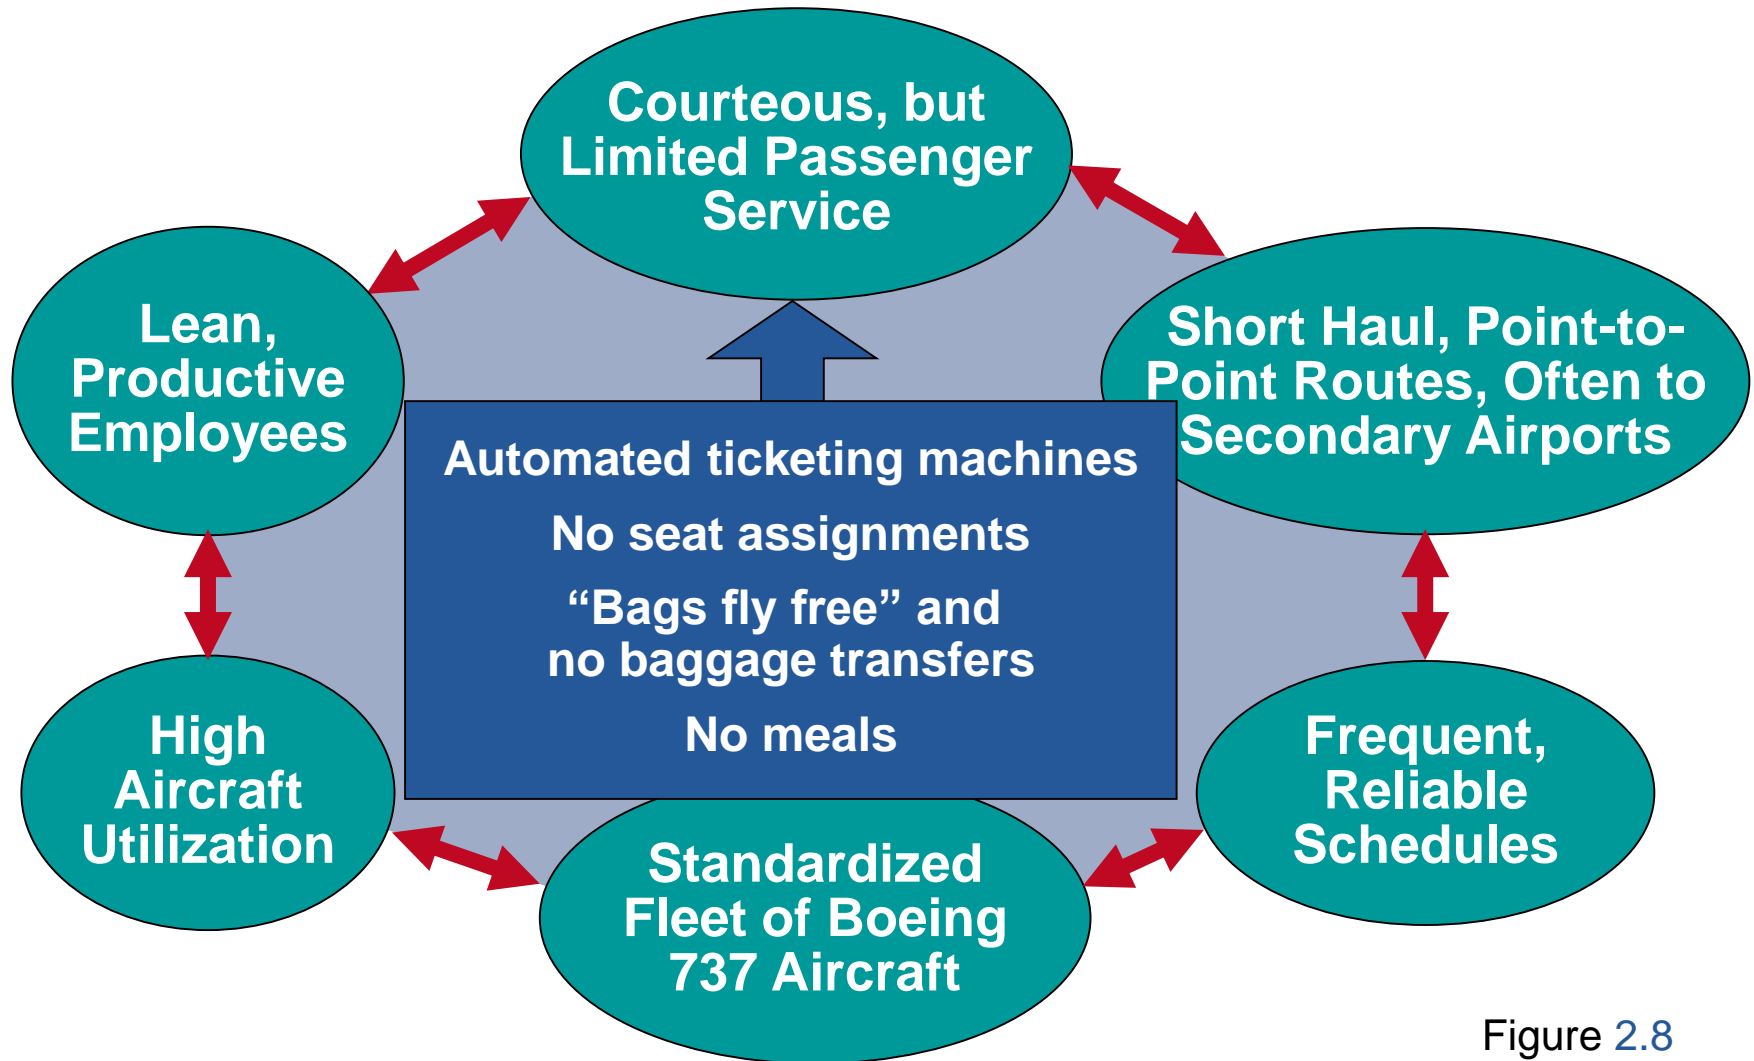 Courteous, but
Limited Passenger
Service
Lean,
Productive
Employees
Short Haul, Point-to-
Point Routes, Often to
Secondary Airports
Automated ticketing machines
No seat assignments
“Bags fly free” and
no baggage transfers
No meals
High
Aircraft
Utilization
Frequent,
Reliable
Schedules
Standardized
Fleet of Boeing
737 Aircraft
Figure 2.8